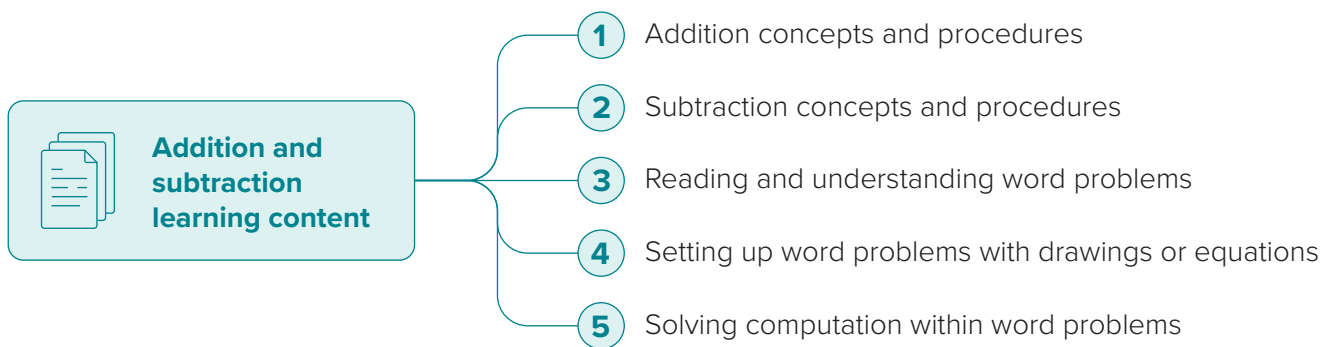 Addition and
subtraction
learning content
1 Addition concepts and procedures
2 Subtraction concepts and procedures
3 Reading and understanding word problems
4 Setting up word problems with drawings or equations
5 Solving computation within word problems